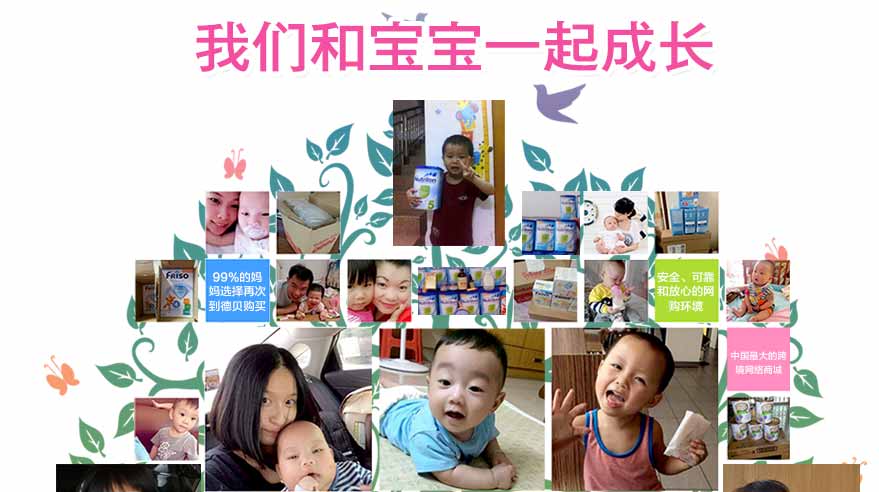 我们和宝宝一起成长
Nutrilon
5
FRISO
99%的妈
妈选择再次
到德贝购买
安全、可靠
和放心的网
购环境
中国最大的跨
境网络商城